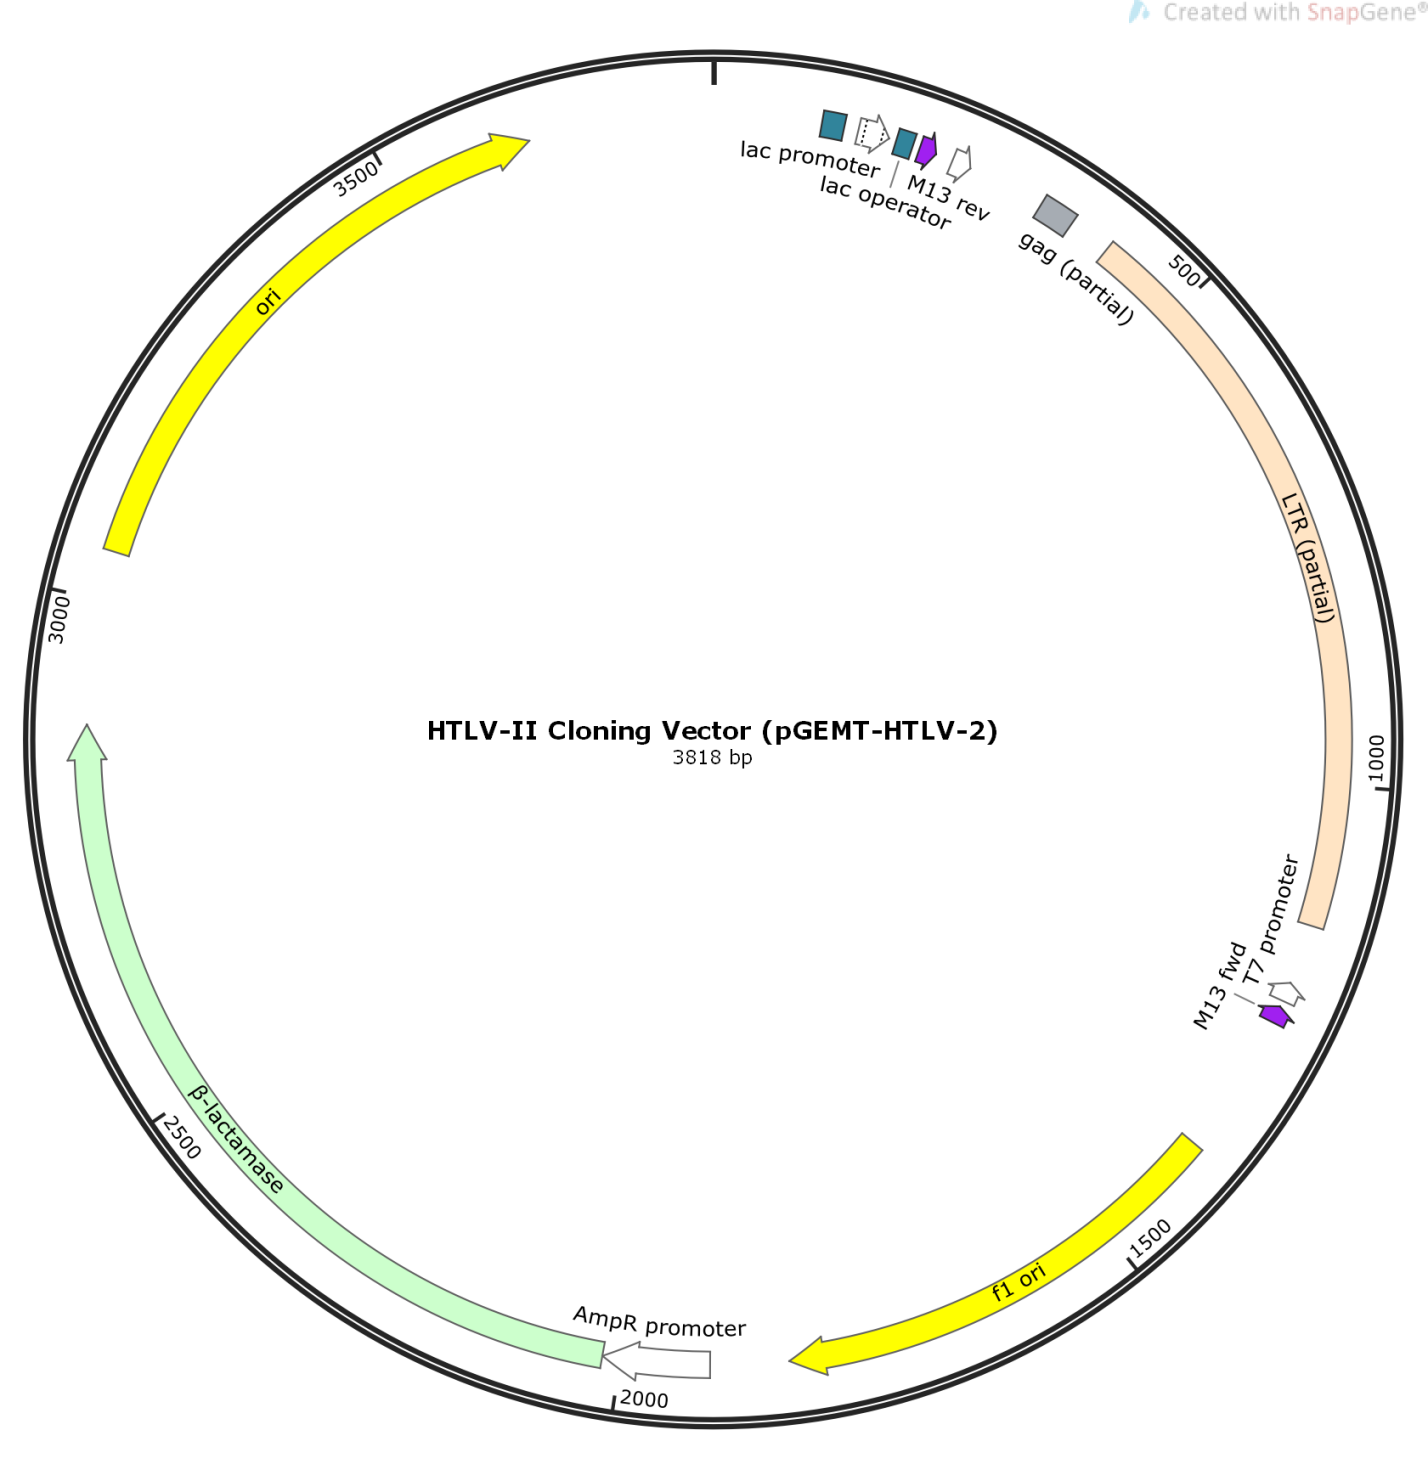 Created with SnapGene®
lac promoter
lac operator
M13 rev
gag (partial)
500
LTR (partial)
1000
T7 promoter
M13 fwd
1500
f1 ori
AmpR promoter
2000
β-lactamase
2500
3000
ori
3500
HTLV-II Cloning Vector (pGEMT-HTLV-2)
3818 bp